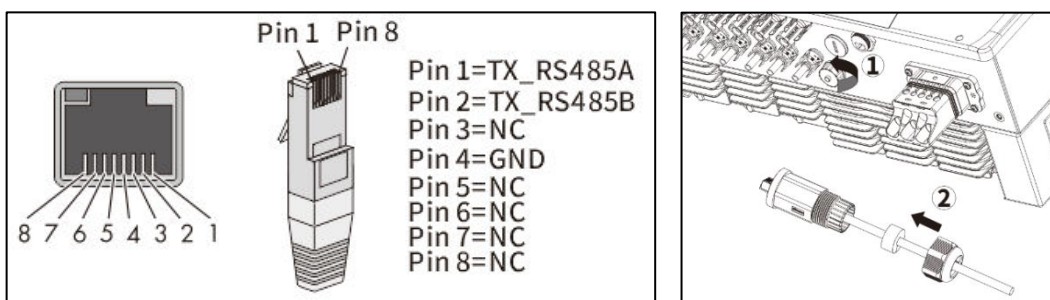 Pin 1 Pin 8
Pin 1=TX_RS485A
Pin 2=TX_RS485B
Pin 3=NC
Pin 4=GND
Pin 5=NC
Pin 6=NC
Pin 7=NC
Pin 8=NC
8 7 6 5 4 3 2 1
1
2